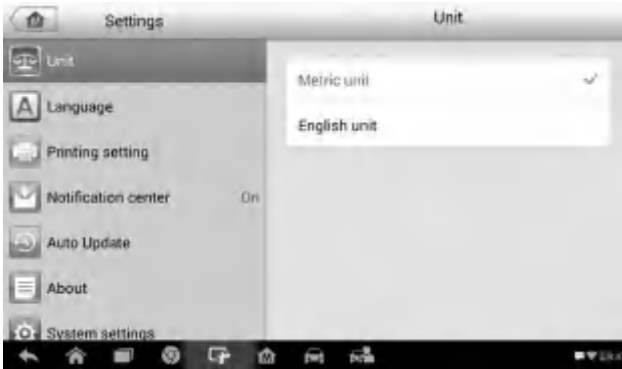 Settings
Unit
Unit
Metric unit
Language
English unit
Printing setting
Notification center On
Auto Update
About
System settings